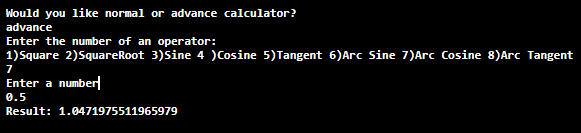 Would you like normal or advance calculator?
advance
Enter the number of an operator:
1)Square 2)SquareRoot 3)Sine 4 )Cosine 5)Tangent 6)Arc Sine 7)Arc Cosine 8)Arc Tangent
7
Enter a number
0.5
Result: 1.0471975511965979